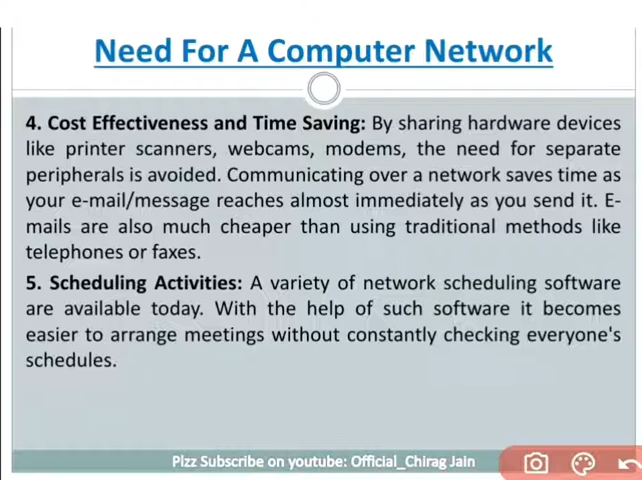 Need For A Computer Network
4. Cost Effectiveness and Time Saving: By sharing hardware devices
like printer scanners, webcams, modems, the need for separate
peripherals is avoided. Communicating over a network saves time as
your e-mail/message reaches almost immediately as you send it. E-
mails are also much cheaper than using traditional methods like
telephones or faxes.
5. Scheduling Activities: A variety of network scheduling software
are available today. With the help of such software it becomes
easier to arrange meetings without constantly checking everyone's
schedules.
Plzz Subscribe on youtube: Official_Chirag Jain